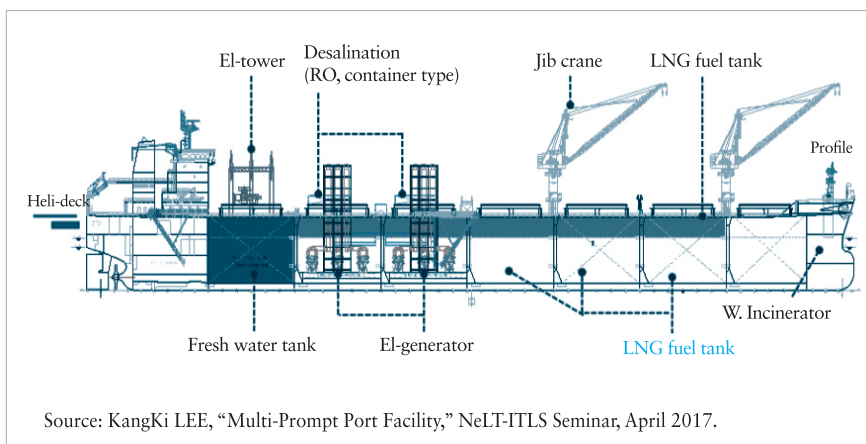 El-tower
Desalination
(RO, container type)
Jib crane
LNG fuel tank
Profile
Heli-deck
W. Incinerator
Fresh water tank
El-generator
LNG fuel tank
Source: KangKi LEE, “Multi-Prompt Port Facility,” NeLT-ITLS Seminar, April 2017.